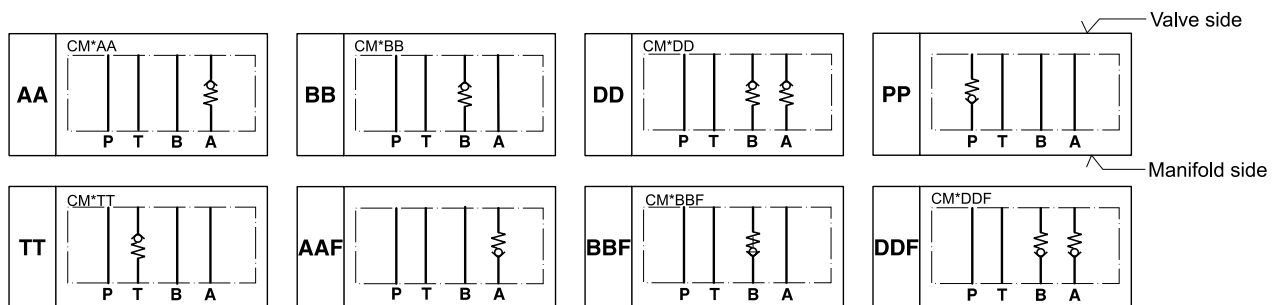 Valve side
AA
CM*AA
P T B A
BB
CM*BB
P T B A
DD
CM*DD
P T B A
PP
P T B A
Manifold side
TT
CM*TT
P T B A
AAF
P T B A
BBF
CM*BBF
P T B A
DDF
CM*DDF
P T B A